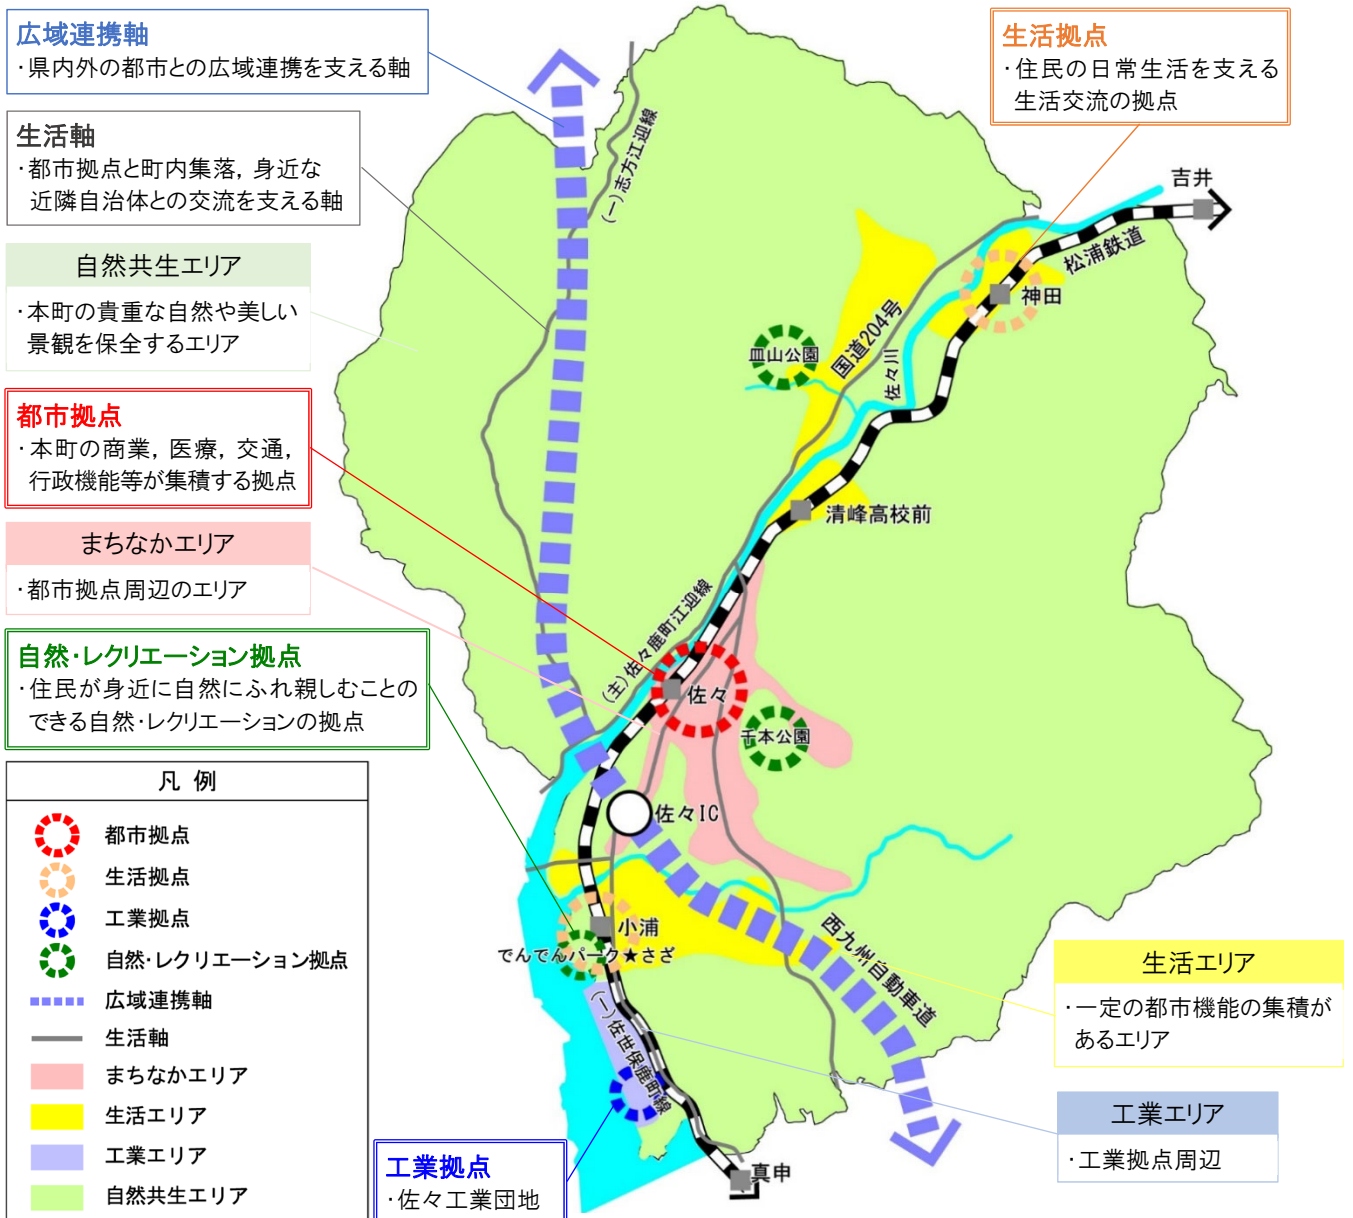 広域連携軸
・県内外の都市との広域連携を支える軸
生活軸
・都市拠点と町内集落，身近な
近隣自治体との交流を支える軸
自然共生エリア
・本町の貴重な自然や美しい
景観を保全するエリア
都市拠点
・本町の商業，医療，交通，
行政機能等が集積する拠点
まちなかエリア
・都市拠点周辺のエリア
自然・レクリエーション拠点
・住民が身近に自然にふれ親しむことの
できる自然・レクリエーションの拠点
凡 例
都市拠点
生活拠点
工業拠点
自然・レクリエーション拠点
広域連携軸
生活軸
まちなかエリア
生活エリア
工業エリア
自然共生エリア
生活拠点
・住民の日常生活を支える
生活交流の拠点
吉井
松浦鉄道
神田
(一)志方江迎線
国道204号
佐々川
皿山公園
清峰高校前
(主)佐々鹿町江迎線
佐々
千本公園
佐々IC
西九州自動車道
小浦
でんでんパーク★さざ
(一)佐世保鹿町線
真申
生活エリア
・一定の都市機能の集積が
あるエリア
工業エリア
・工業拠点周辺
工業拠点
・佐々工業団地